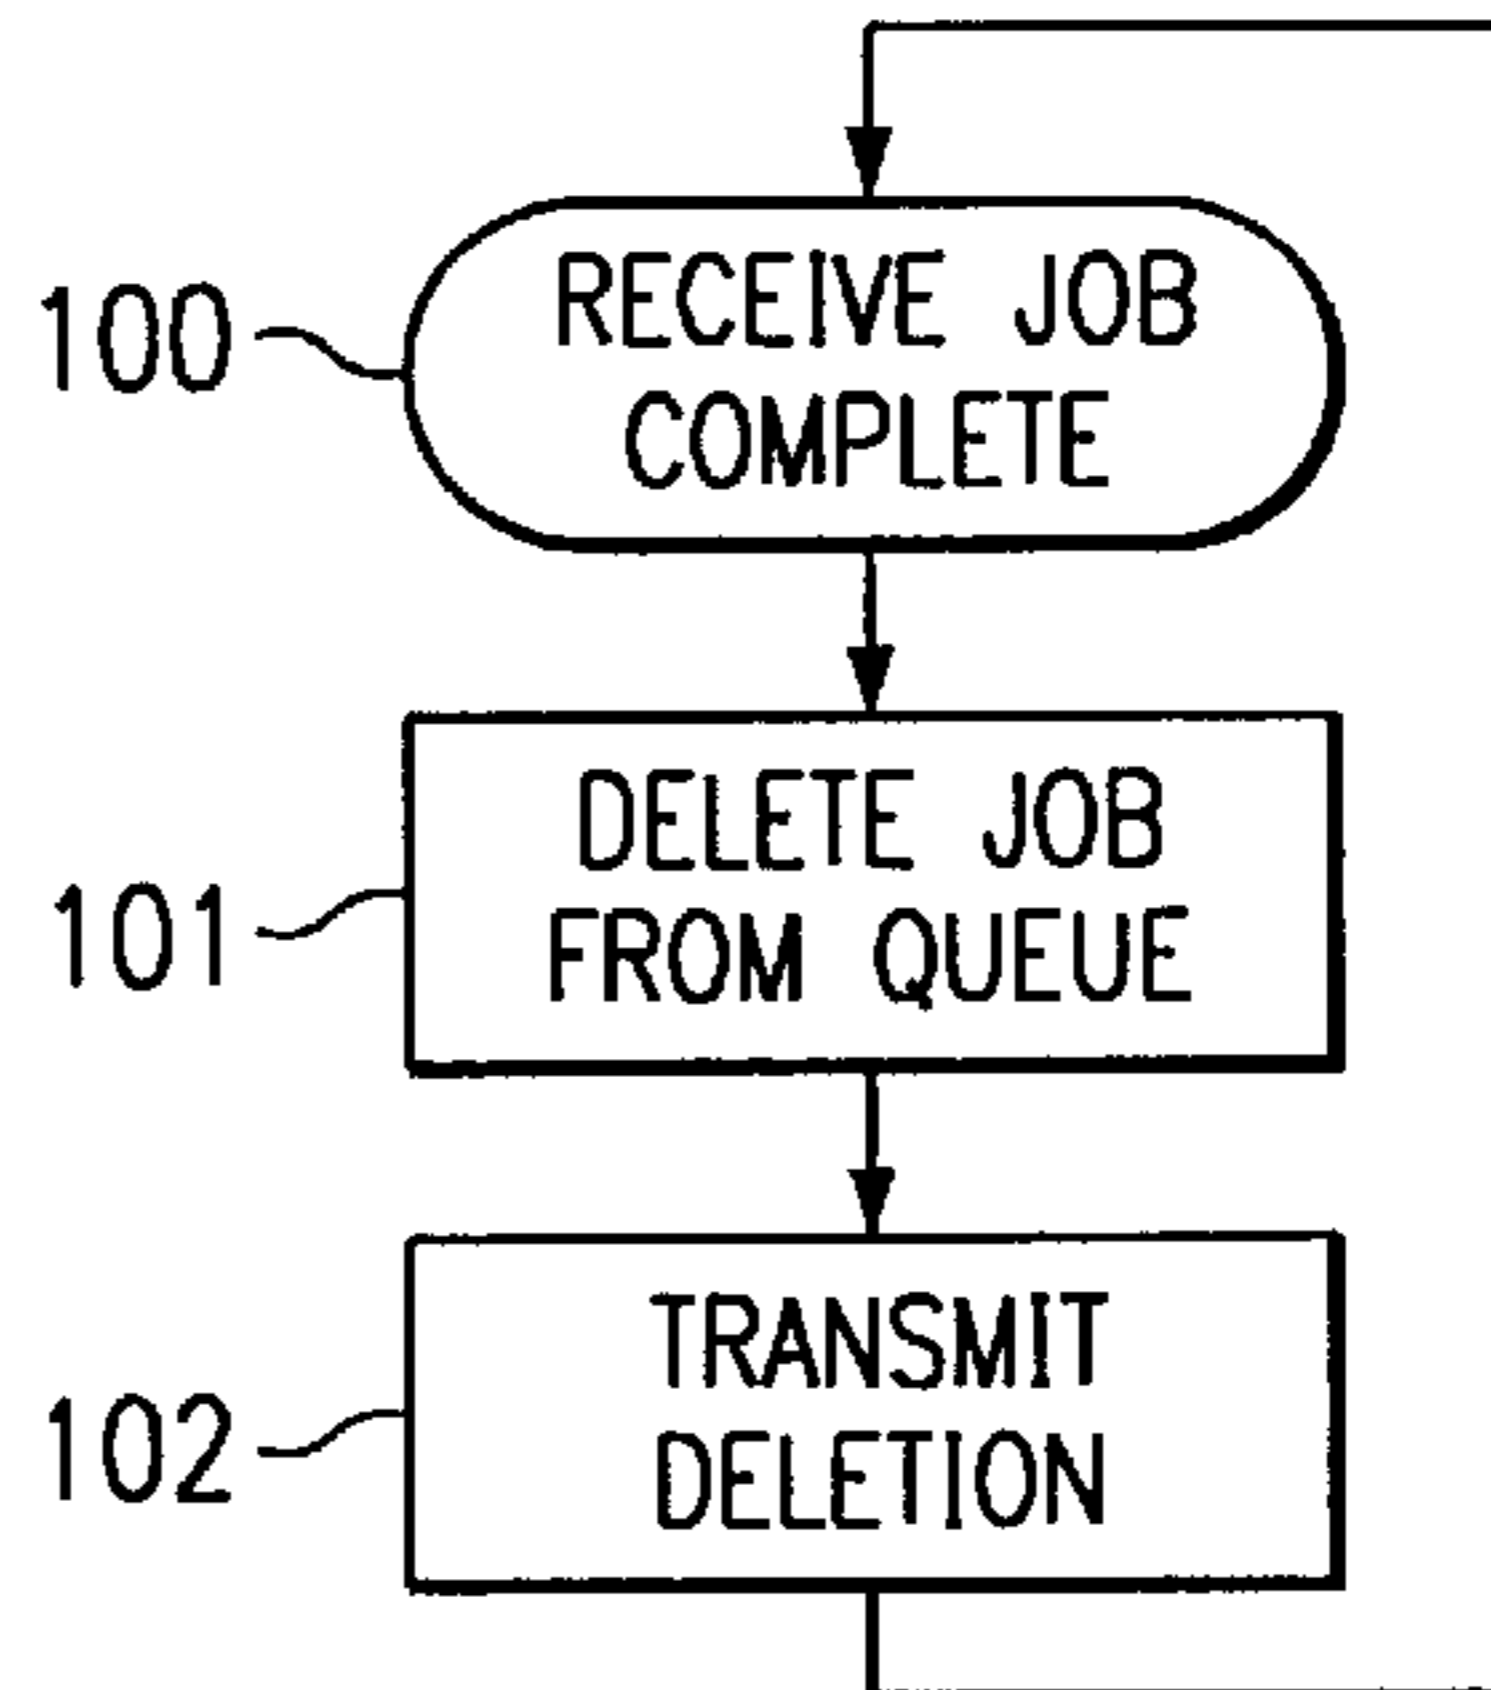 100
RECEIVE JOB
COMPLETE
101
DELETE JOB
FROM QUEUE
102
TRANSMIT
DELETION